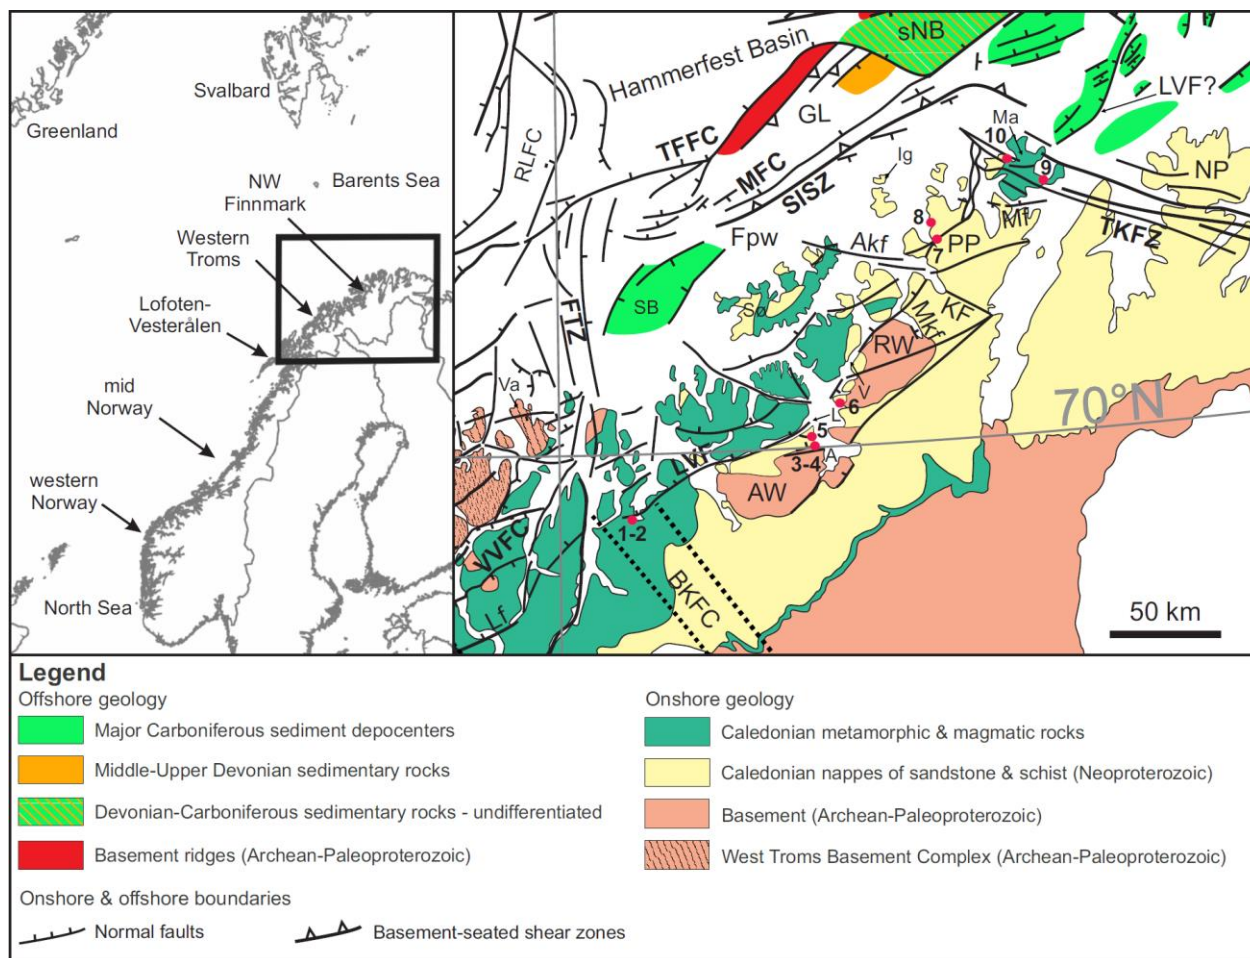 Svalbard
Greenland
NW
Finnmark
Barents Sea
Western
Troms
Lofoten-
Vesterålen
mid
Norway
western
Norway
North Sea
Hammerfest Basin
sNB
LVF?
RLFC
TFFC
GL
MFC
SISZ
Ig
10
Ma
9
NP
8
7
PP
Mf
TKFZ
Fpw
Akf
SB
Sø
FTZ
KF
Mkf
RW
Va
V
6
L
5
70°N
3-4
A
AW
1-2
VVFC
BKFC
Lf
50 km
Legend
Offshore geology
Major Carboniferous sediment depocenters
Middle-Upper Devonian sedimentary rocks
Devonian-Carboniferous sedimentary rocks - undifferentiated
Basement ridges (Archean-Paleoproterozoic)
Onshore & offshore boundaries
Normal faults
Basement-seated shear zones
Onshore geology
Caledonian metamorphic & magmatic rocks
Caledonian nappes of sandstone & schist (Neoproterozoic)
Basement (Archean-Paleoproterozoic)
West Troms Basement Complex (Archean-Paleoproterozoic)